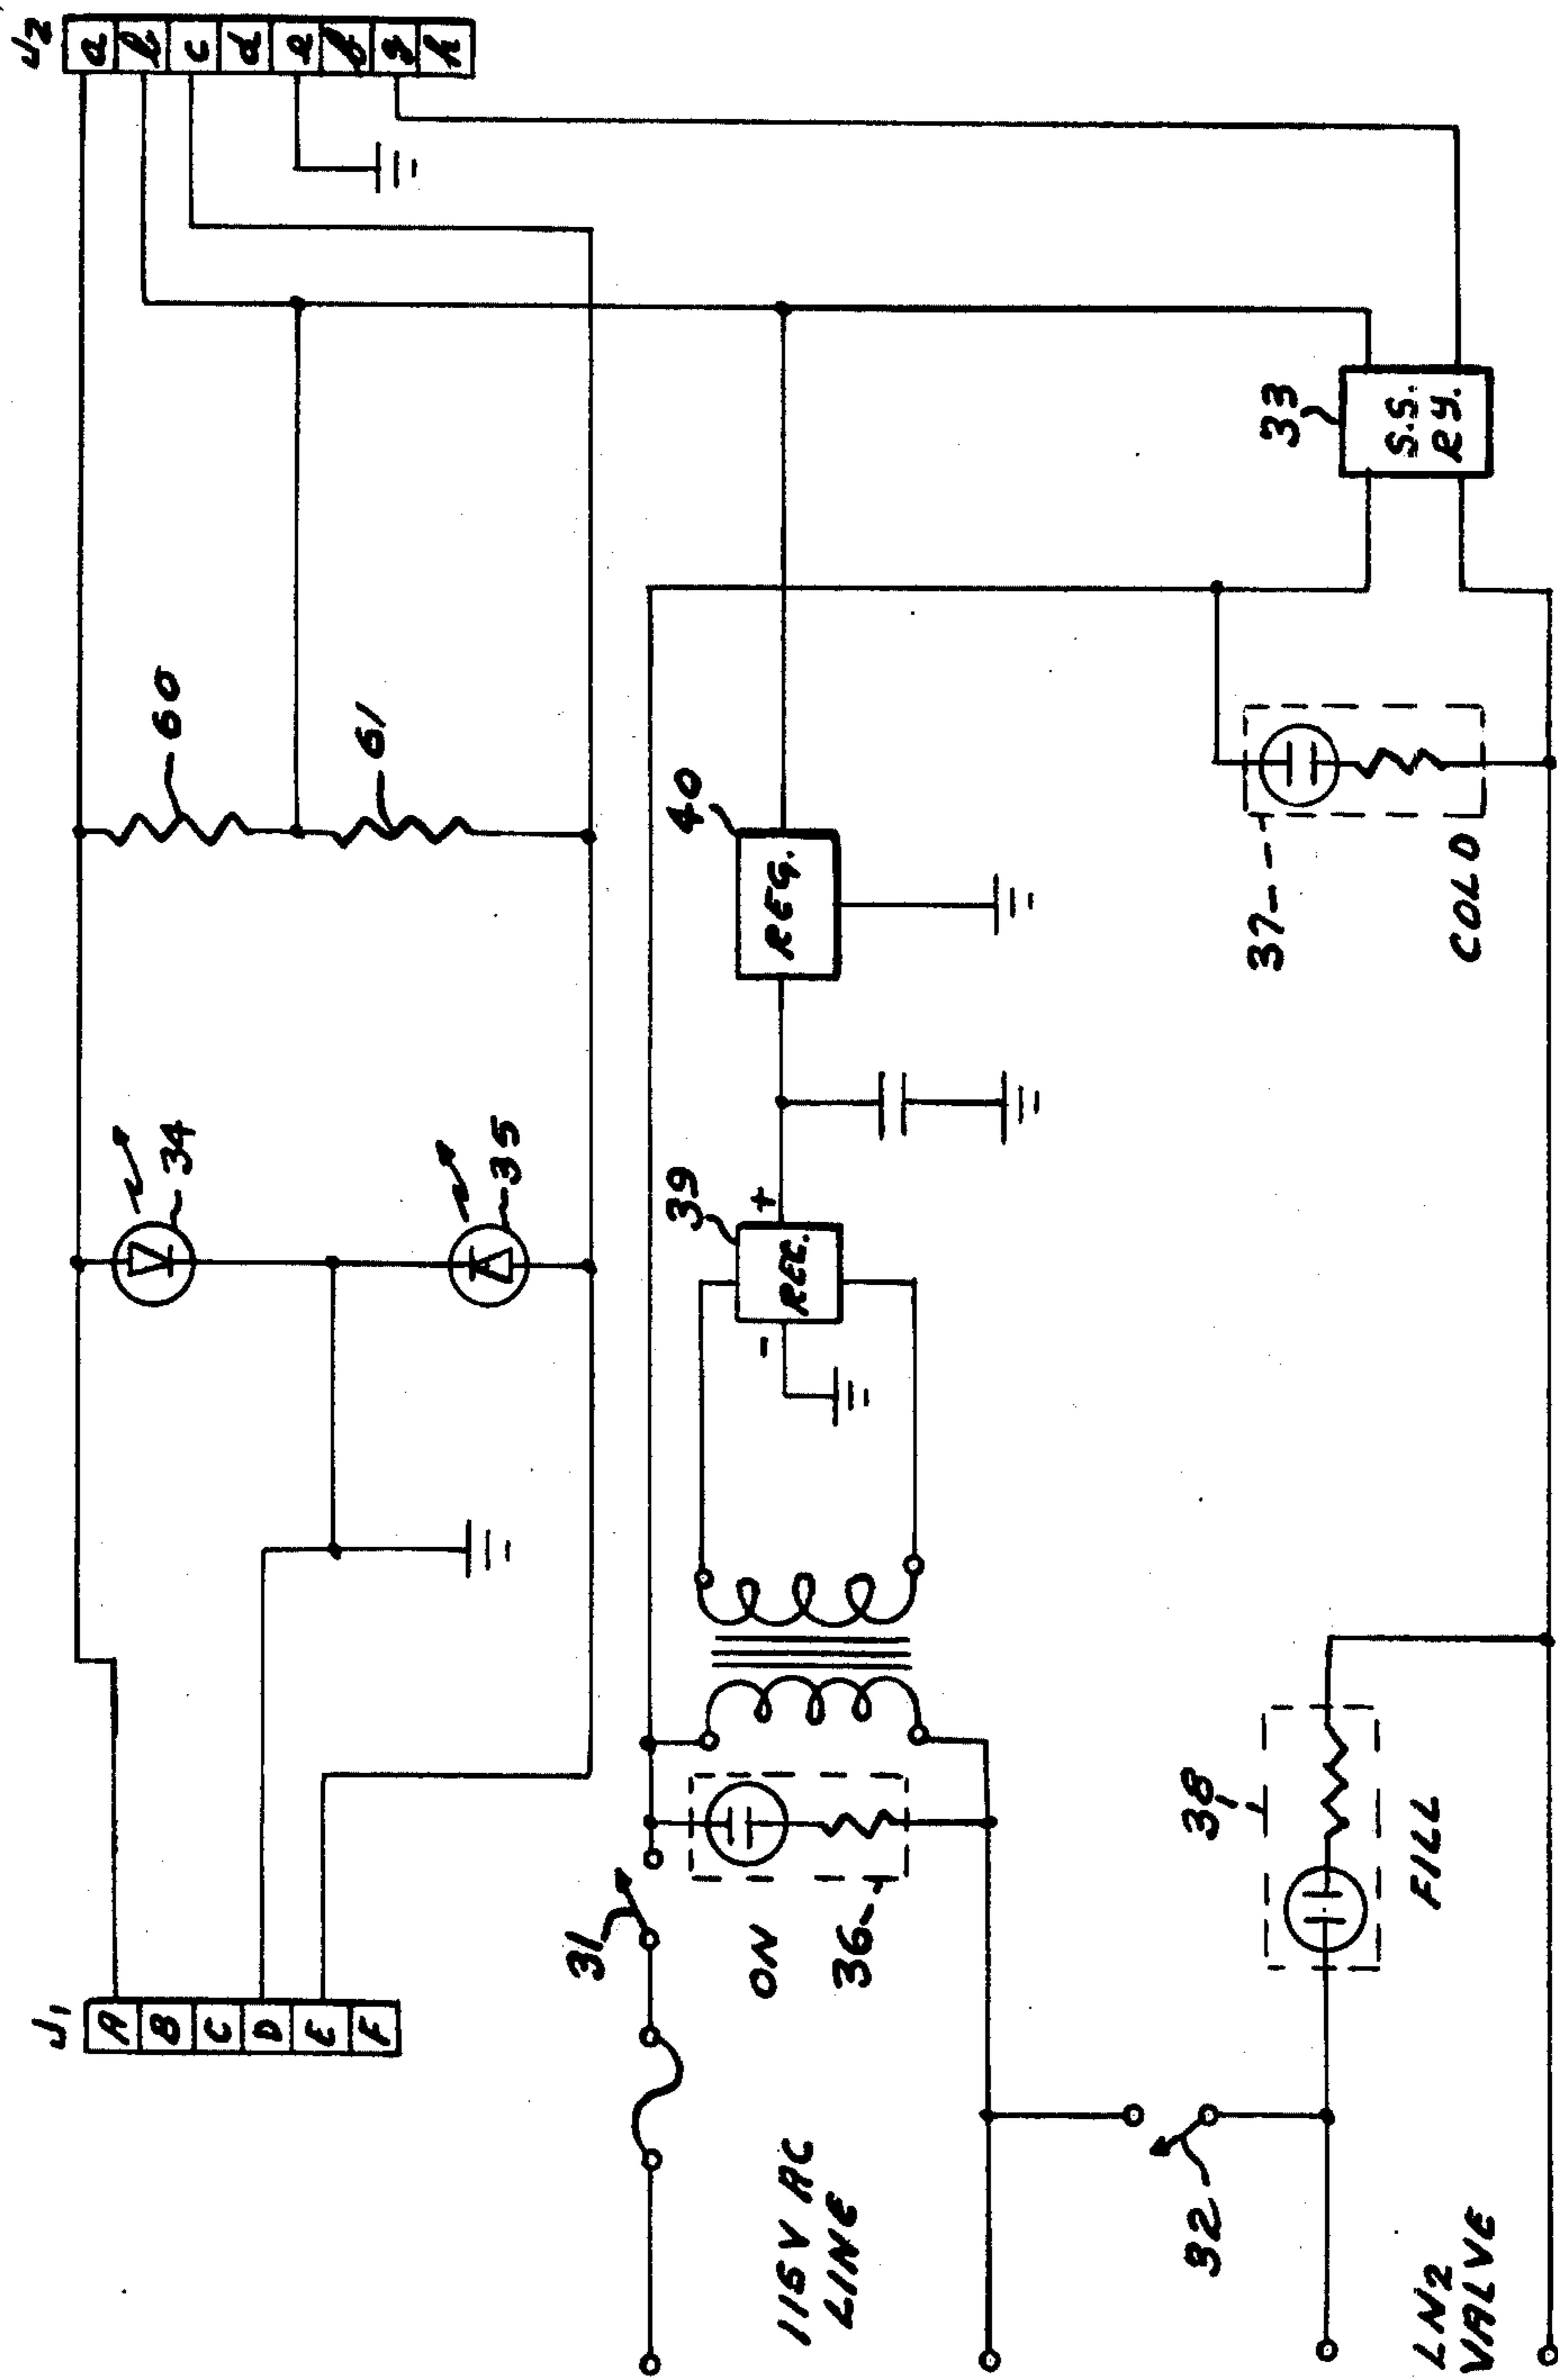 J1
A
B
C
D
E
F
J2
a
b
c
d
e
f
g
h
34
35
60
61
31
ON
36
39
REC.
+
-
40
REG.
33
S.S.
RY.
37
COLD
38
FILL
32
115V AC
LINE
LN2
VALVE